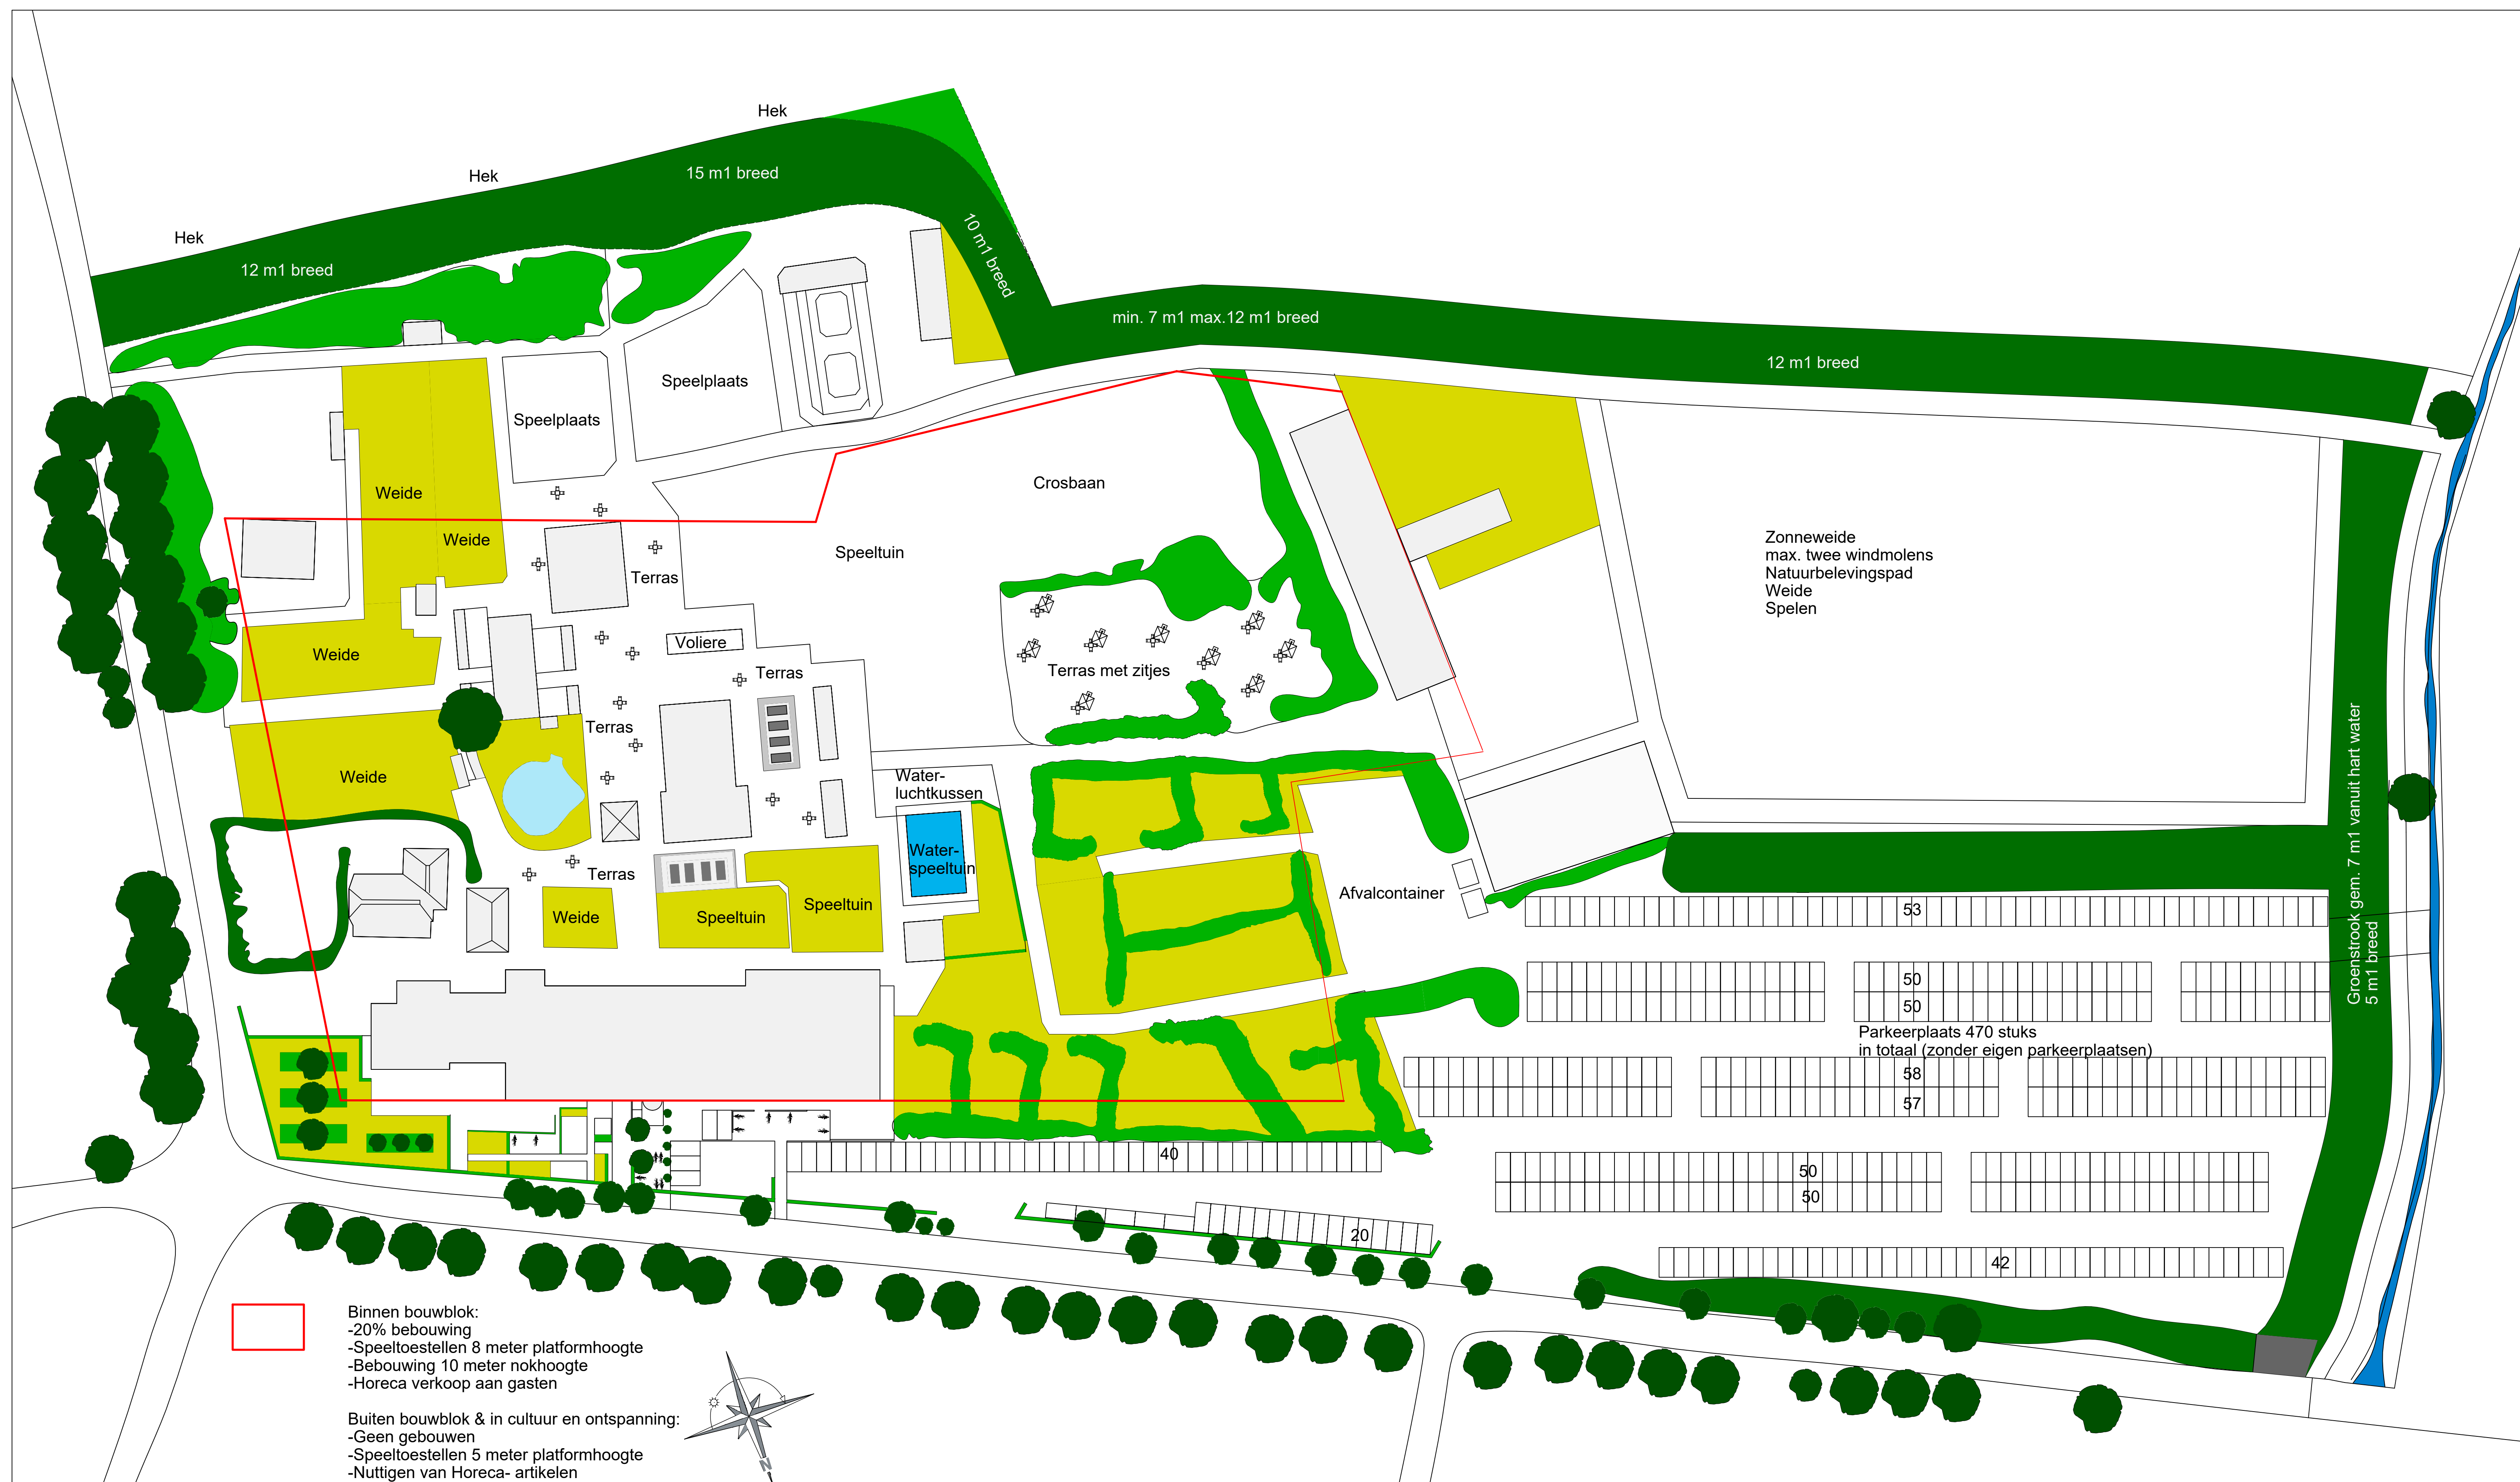 Hek
15 m1 breed
Hek
10 m1 breed
Hek
12 m1 breed
min. 7 m1 max.12 m1 breed
12 m1 breed
Speelplaats
Speelplaats
Crosbaan
Weide
Weide
Speeltuin
Terras
Zonneweide
max. twee windmolens
Natuurbelevingspad
Weide
Spelen
Voliere
Weide
Terras
Terras met zitjes
Terras
Weide
Water-
luchtkussen
Water-
speeltuin
Terras
Weide
Speeltuin
Speeltuin
Afvalcontainer
Groenstrook gem. 7 m1 vanuit hart water
5 m1 breed
53
50
50
Parkeerplaats 470 stuks
in totaal (zonder eigen parkeerplaatsen)
58
57
40
50
50
20
42
Binnen bouwblok:
-20% bebouwing
-Speeltoestellen 8 meter platformhoogte
-Bebouwing 10 meter nokhoogte
-Horeca verkoop aan gasten
Buiten bouwblok & in cultuur en ontspanning:
-Geen gebouwen
-Speeltoestellen 5 meter platformhoogte
-Nuttigen van Horeca- artikelen
N